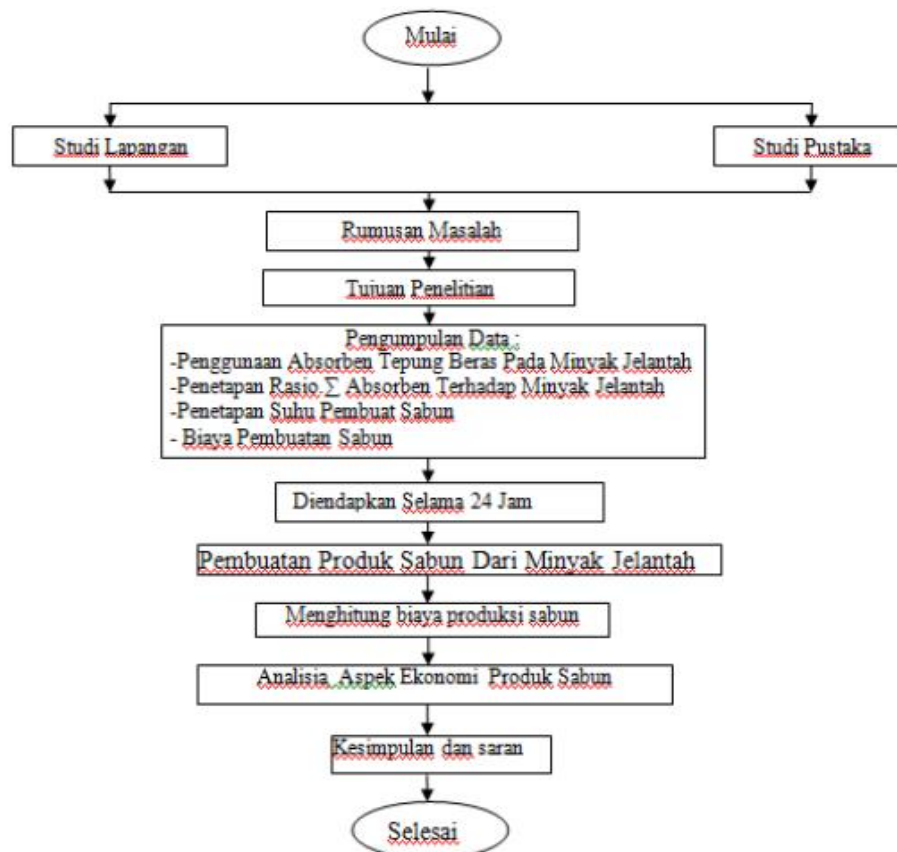 Mulai
Studi Lapangan
Studi Pustaka
Rumusan Masalah
Tujuan Penelitian
Pengumpulan Data :
-Penggunaan Absorben Tepung Beras Pada Minyak Jelantah
-Penetapan Rasio.∑ Absorben Terhadap Minyak Jelantah
-Penetapan Suhu Pembuat Sabun
- Biaya Pembuatan Sabun
Diendapkan Selama 24 Jam
Pembuatan Produk Sabun Dari Minyak Jelantah
Menghitung biaya produksi sabun
Analisia Aspek Ekonomi Produk Sabun
Kesimpulan dan saran
Selesai